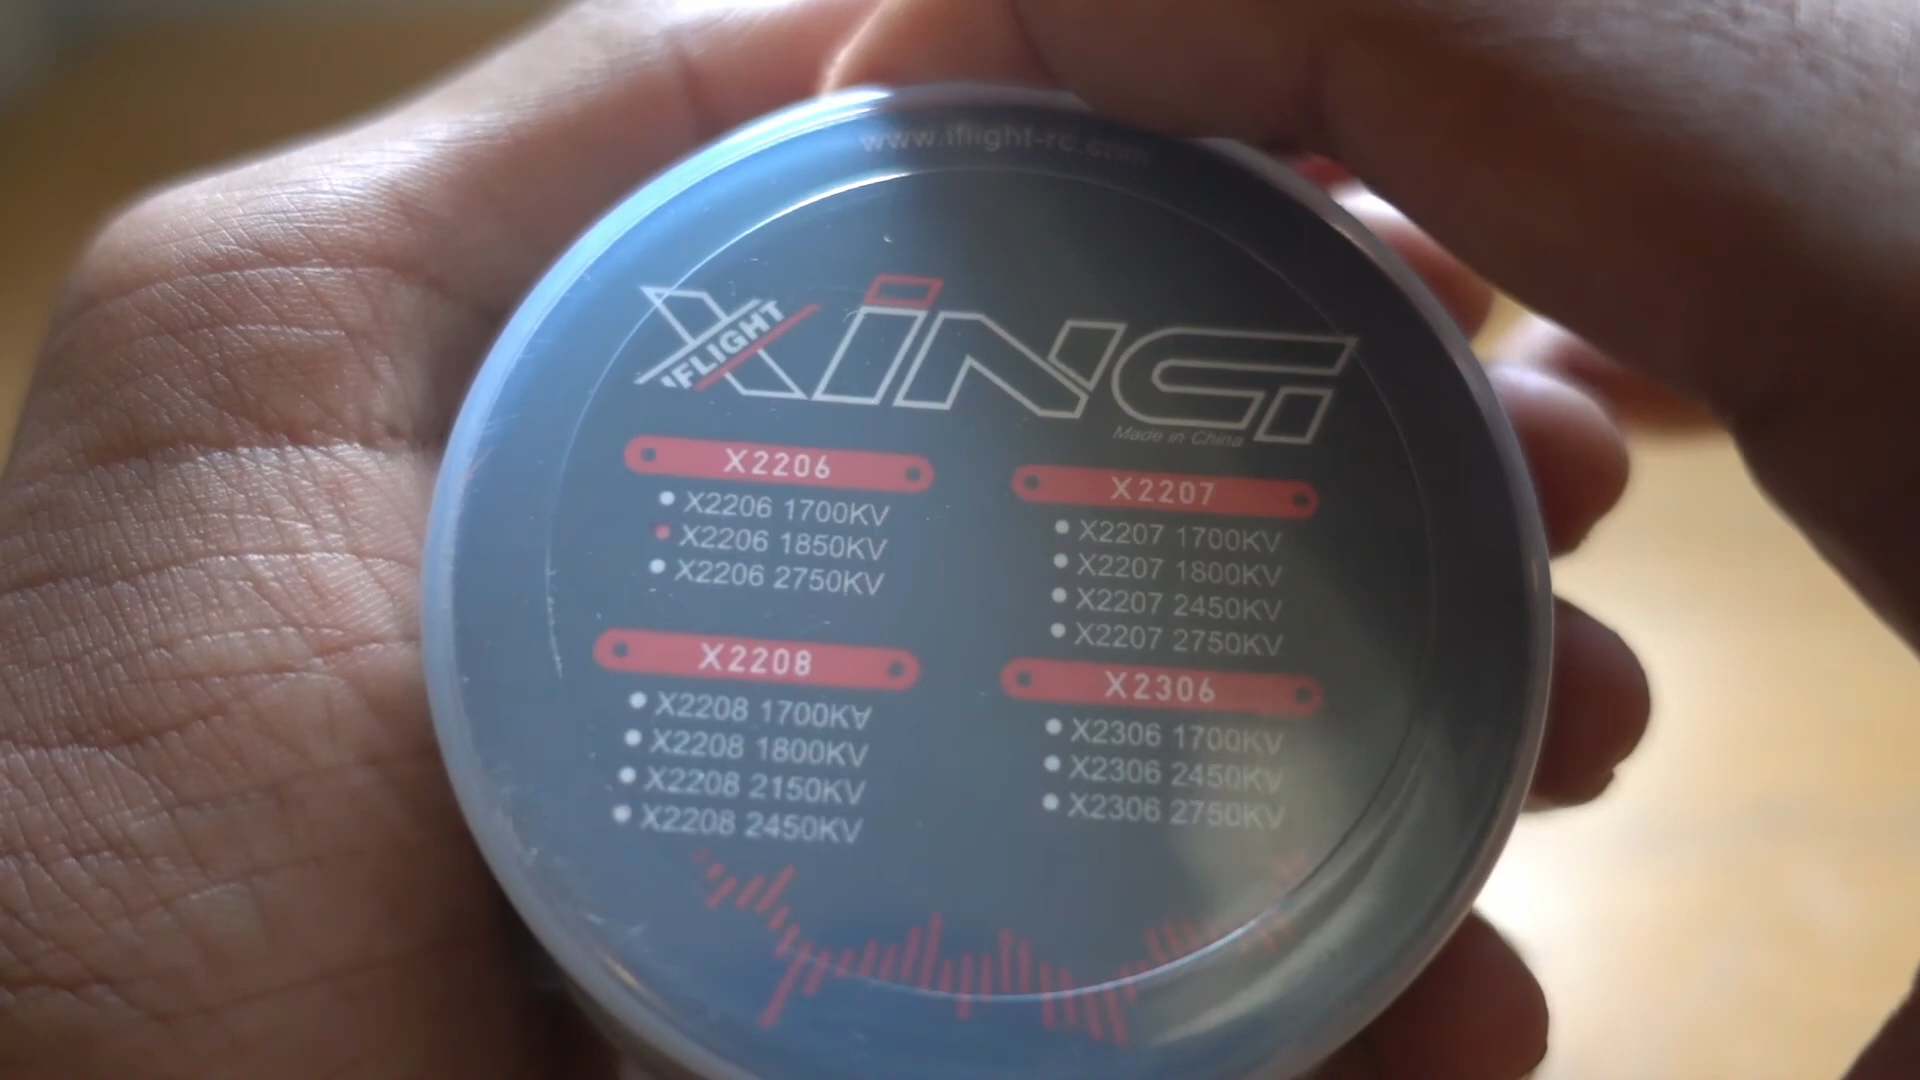 www.iflight-rc.com
XING
iFLIGHT
Made in China
X2206
X2206 1700KV
X2206 1850KV
X2206 2750KV
X2207
X2207 1700KV
X2207 1800KV
X2207 2450KV
X2207 2750KV
X2208
X2208 1700KV
X2208 1800KV
X2208 2150KV
X2208 2450KV
X2306
X2306 1700KV
X2306 2450KV
X2306 2750KV